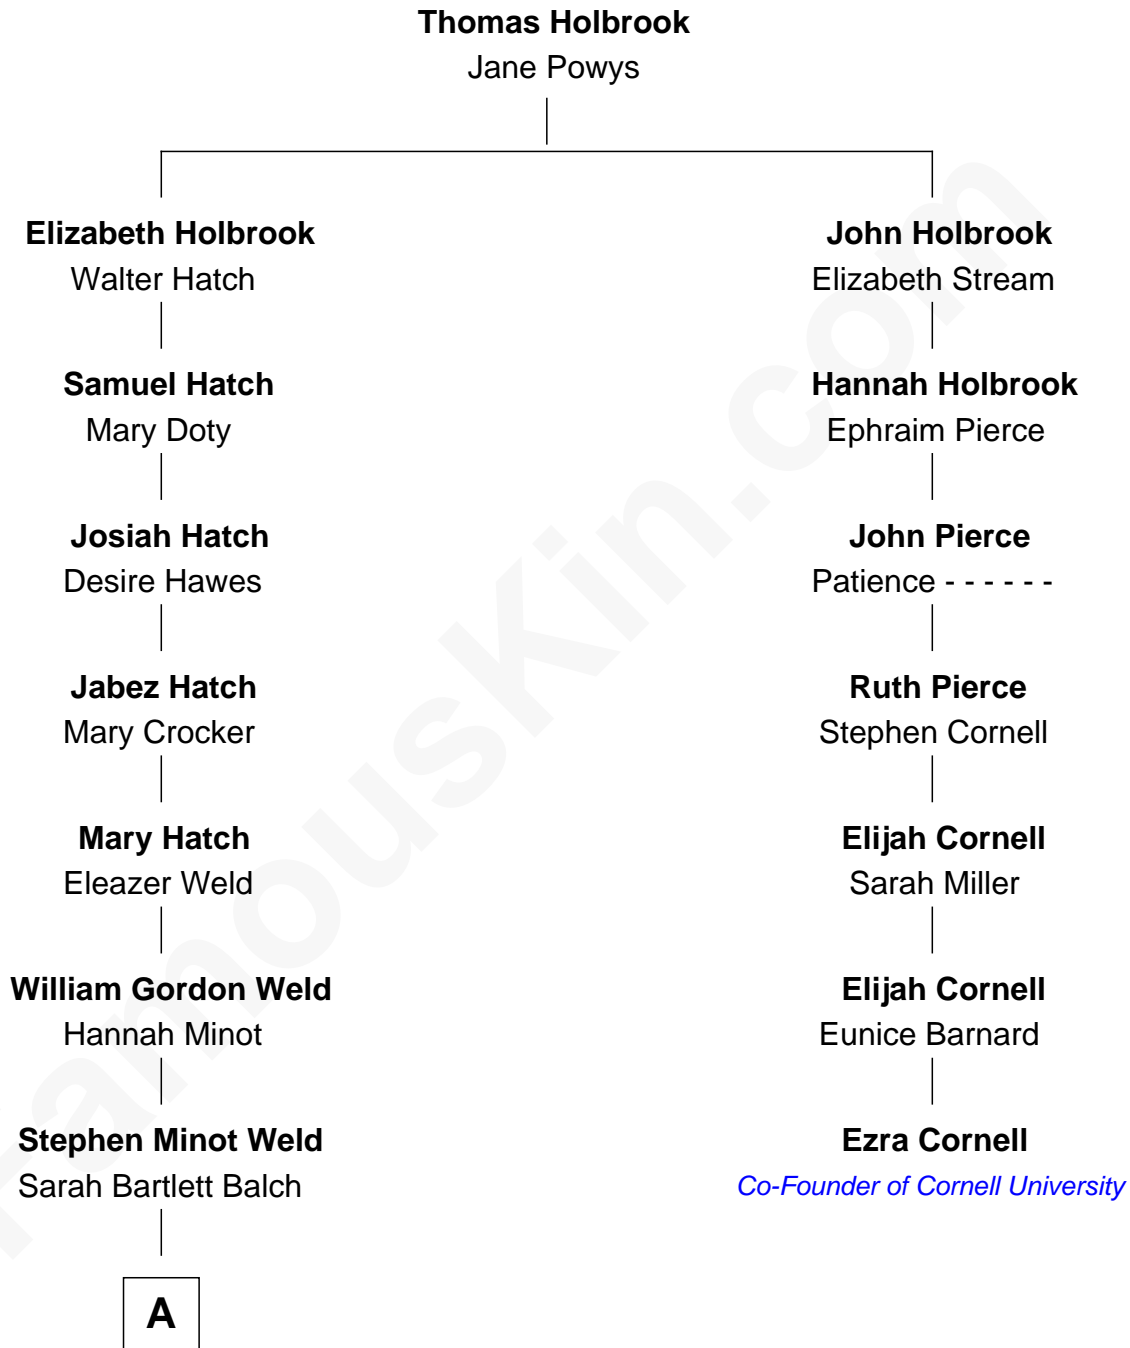 Thomas Holbrook
Jane Powys
Elizabeth Holbrook
Walter Hatch
Samuel Hatch
Mary Doty
Josiah Hatch
Desire Hawes
Jabez Hatch
Mary Crocker
Mary Hatch
Eleazer Weld
William Gordon Weld
Hannah Minot
Stephen Minot Weld
Sarah Bartlett Balch
A
John Holbrook
Elizabeth Stream
Hannah Holbrook
Ephraim Pierce
John Pierce
Patience - - - - - -
Ruth Pierce
Stephen Cornell
Elijah Cornell
Sarah Miller
Elijah Cornell
Eunice Barnard
Ezra Cornell
Co-Founder of Cornell University
FamousKin.com